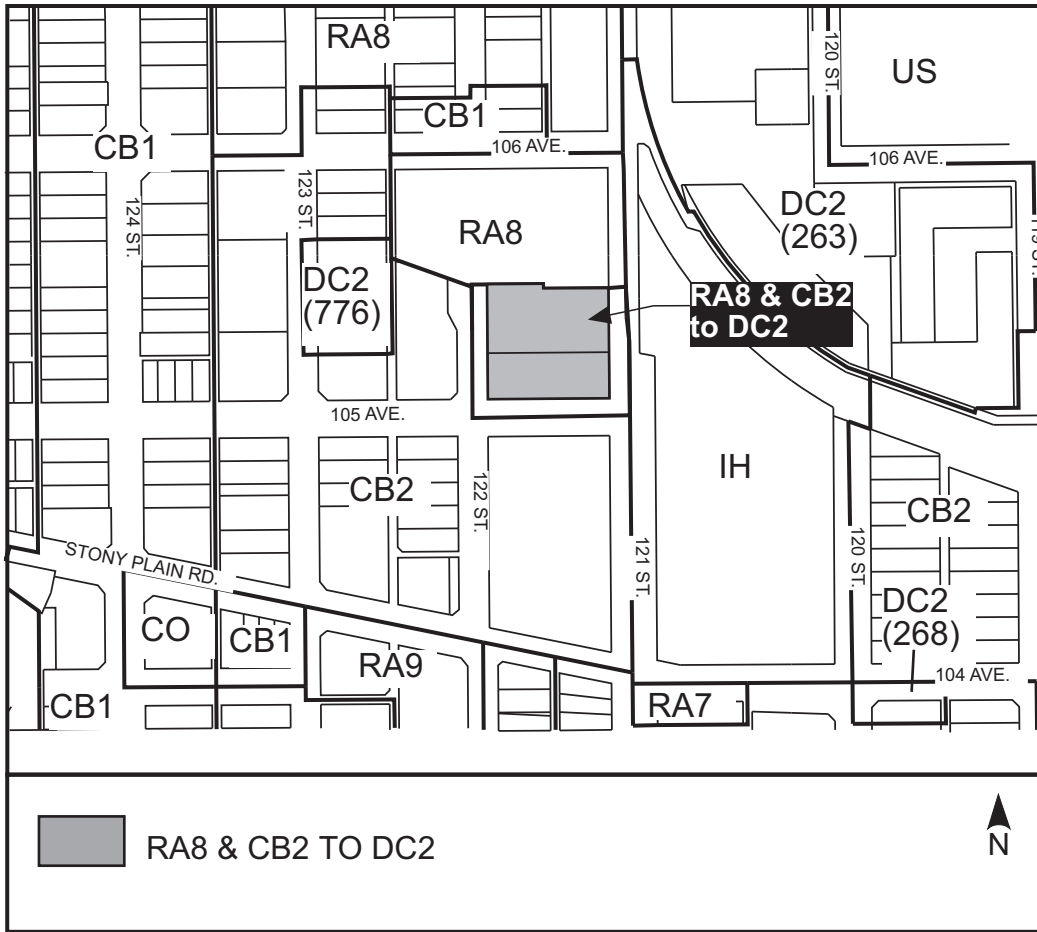 RA8
120 ST.
US
CB1
CB1
106 AVE.
106 AVE.
124 ST.
123 ST.
RA8
DC2
(263)
119 ST.
DC2
(776)
RA8 & CB2
to DC2
105 AVE.
CB2
122 ST.
IH
121 ST.
120 ST.
CB2
STONY PLAIN RD.
CO
CB1
RA9
DC2
(268)
104 AVE.
CB1
RA7
RA8 & CB2 TO DC2
N